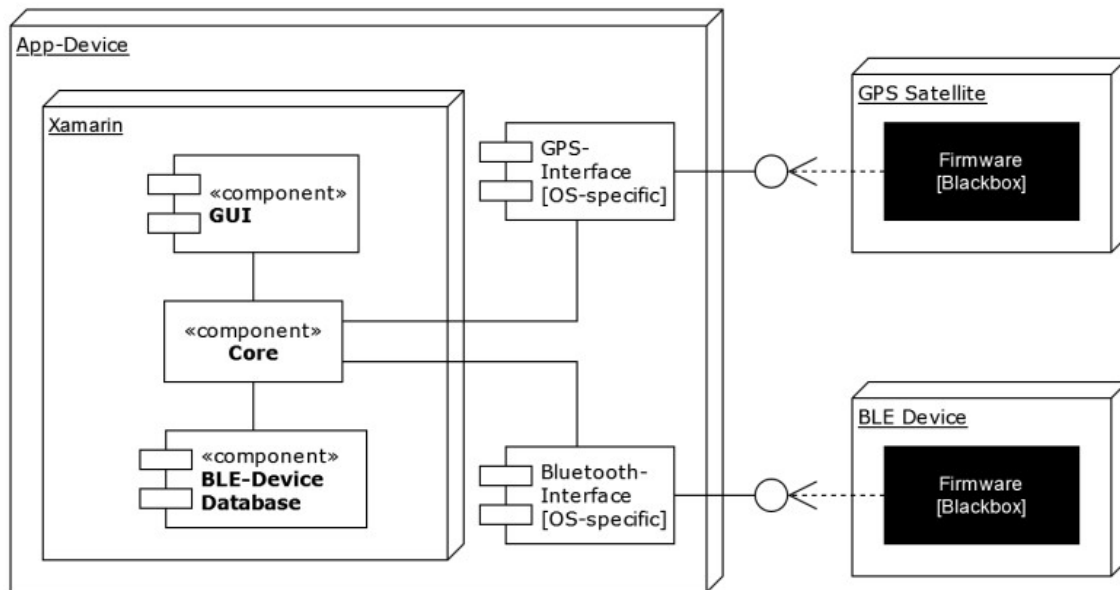 App-Device
Xamarin
«component»
GUI
«component»
Core
«component»
BLE-Device
Database
GPS-
Interface
[OS-specific]
Bluetooth-
Interface
[OS-specific]
GPS Satellite
Firmware
[Blackbox]
BLE Device
Firmware
[Blackbox]